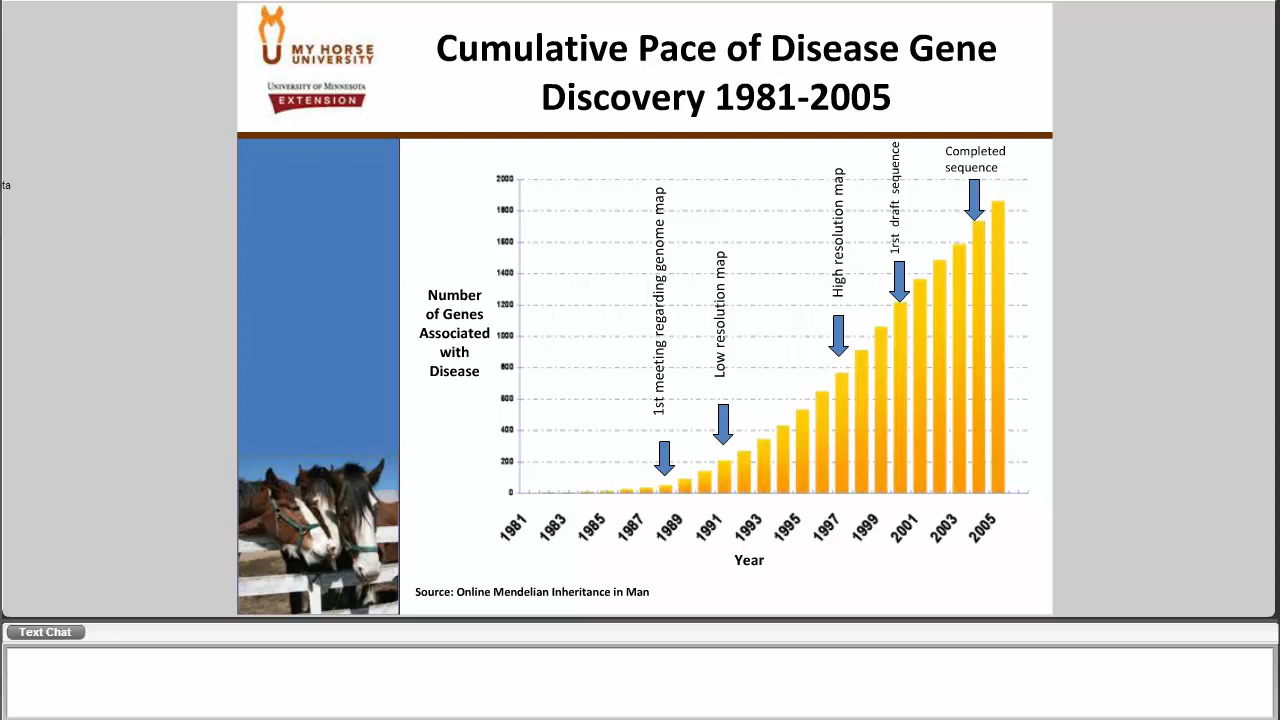 MY HORSE
UNIVERSITY
UNIVERSITY OF MINNESOTA
EXTENSION
Cumulative Pace of Disease Gene
Discovery 1981-2005
ta
Completed
sequence
1rst draft sequence
High resolution map
1st meeting regarding genome map
Low resolution map
Number
of Genes
Associated
with
Disease
2000
1800
1600
1400
1200
1000
800
600
400
200
0
1981
1983
1985
1987
1989
1991
1993
1995
1997
1999
2001
2003
2005
Year
Source: Online Mendelian Inheritance in Man
Text Chat